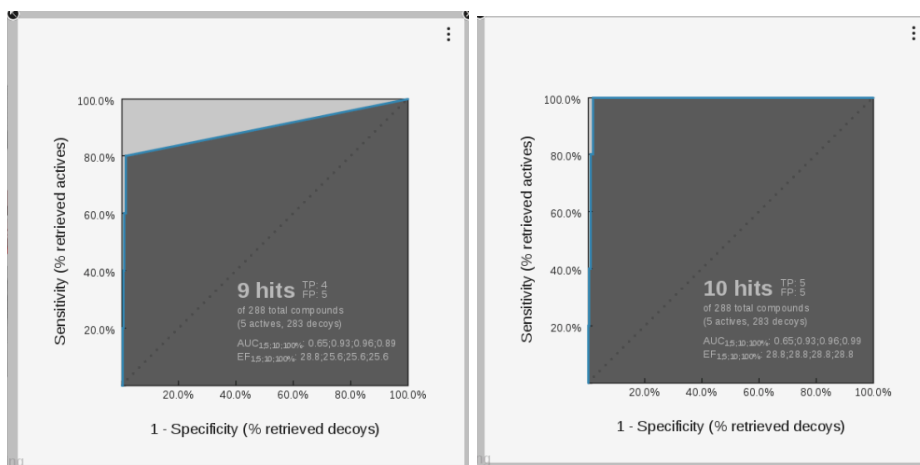 Sensitivity (% retrieved actives)
100.0%
80.0%
60.0%
40.0%
20.0%
9 hits TP: 4
FP: 5
of 288 total compounds
(5 actives, 283 decoys)
AUC1;5;10;100%: 0.65;0.93;0.96;0.89
EF1;5;10;100%: 28.8;25.6;25.6;25.6
20.0% 40.0% 60.0% 80.0% 100.0%
1 - Specificity (% retrieved decoys)
Sensitivity (% retrieved actives)
100.0%
80.0%
60.0%
40.0%
20.0%
10 hits TP: 5
FP: 5
of 288 total compounds
(5 actives, 283 decoys)
AUC1;5;10;100%: 0.65;0.93;0.96;0.99
EF1;5;10;100%: 28.8;28.8;28.8;28.8
20.0% 40.0% 60.0% 80.0% 100.0%
1 - Specificity (% retrieved decoys)